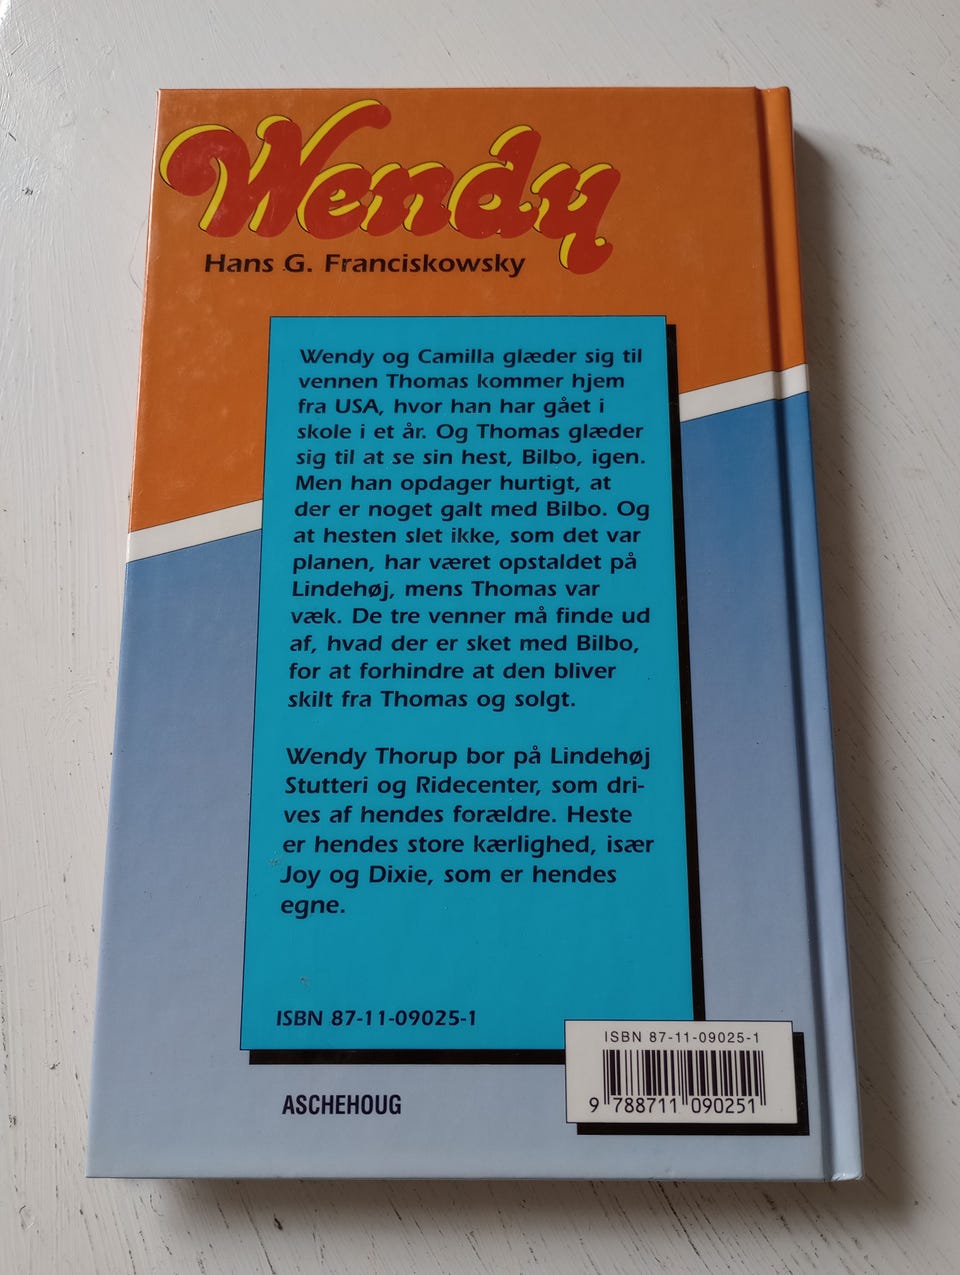 Wendy
Hans G. Franciskowsky
Wendy og Camilla glæder sig til
vennen Thomas kommer hjem
fra USA, hvor han har gået i
skole i et år. Og Thomas glæder
sig til at se sin hest, Bilbo, igen.
Men han opdager hurtigt, at
der er noget galt med Bilbo. Og
at hesten slet ikke, som det var
planen, har været opstaldet på
Lindehøj, mens Thomas var
væk. De tre venner må finde ud
af, hvad der er sket med Bilbo,
for at forhindre at den bliver
skilt fra Thomas og solgt.
Wendy Thorup bor på Lindehøj
Stutteri og Ridecenter, som dri-
ves af hendes forældre. Heste
er hendes store kærlighed, især
Joy og Dixie, som er hendes
egne.
ISBN 87-11-09025-1
ISBN 87-11-09025-1
9 788711 090251
ASCHEHOUG